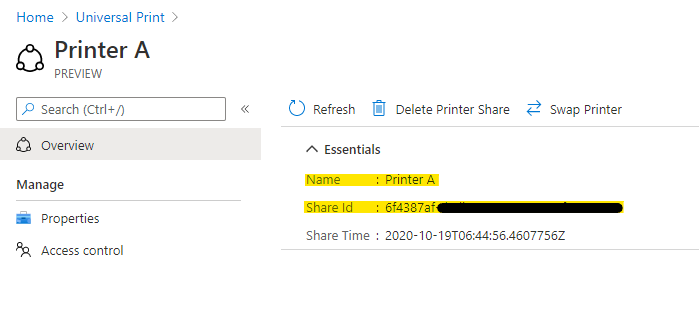 Home > Universal Print >
Printer A
PREVIEW
Search (Ctrl+/)
«
Refresh Delete Printer Share Swap Printer
Overview
Essentials
Manage
Name : Printer A
Properties
Share Id : 6f4387af-
Access control
Share Time : 2020-10-19T06:44:56.4607756Z